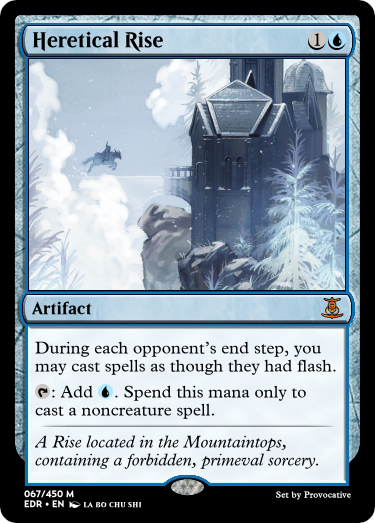 Heretical Rise 1
Artifact
During each opponent's end step, you
may cast spells as though they had flash.
: Add . Spend this mana only to
cast a noncreature spell.
A Rise located in the Mountaintops,
containing a forbidden, primeval sorcery.
067/450 M
EDR • EN LA BO CHU SHI
Set by Provocative